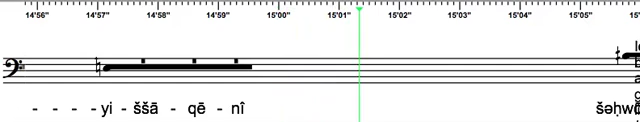 14'56" 14'57" 14'58" 14'59" 15'00" 15'01" 15'02" 15'03" 15'04" 15'05"
- - - - yi - ššā - qē - nî